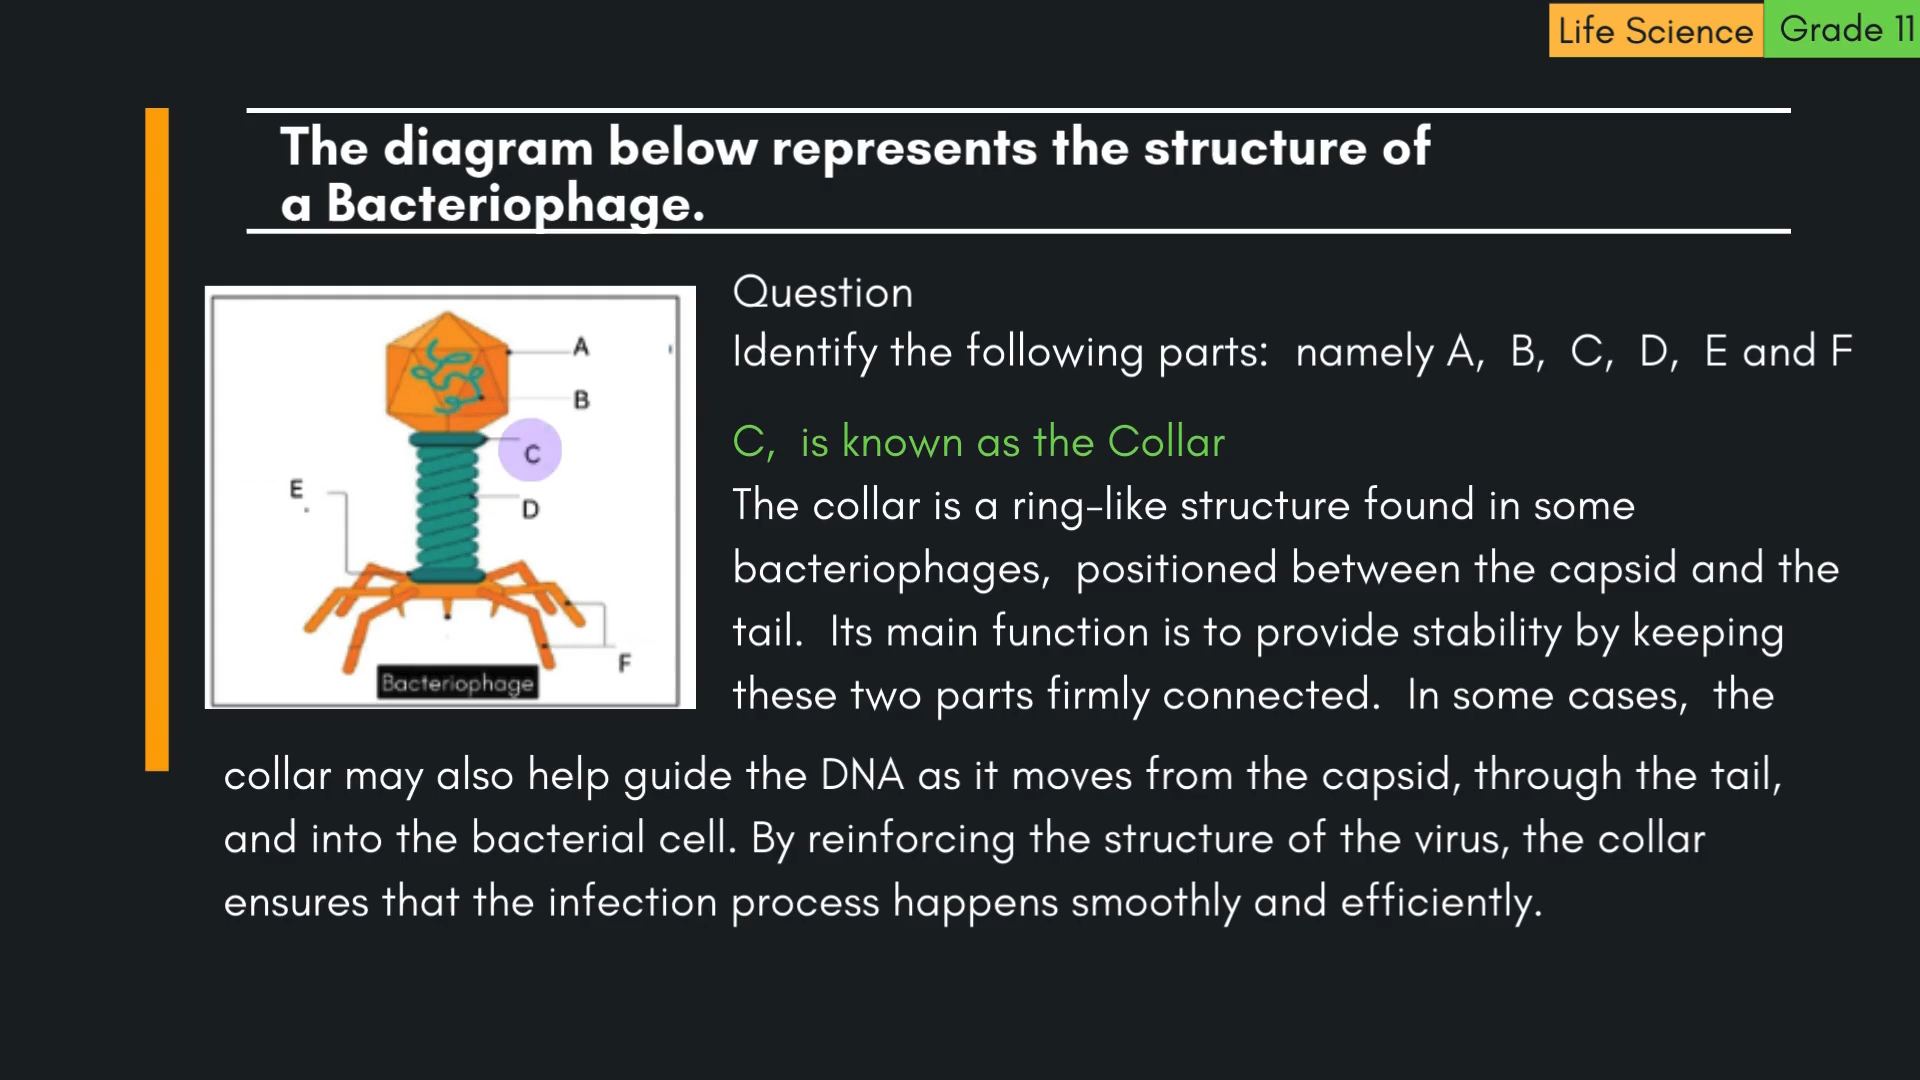 Life Science
Grade 11
The diagram below represents the structure of
a Bacteriophage.
Question
Identify the following parts: namely A, B, C, D, E and F
A
B
C
E
D
F
Bacteriophage
C, is known as the Collar
The collar is a ring-like structure found in some
bacteriophages, positioned between the capsid and the
tail. Its main function is to provide stability by keeping
these two parts firmly connected. In some cases, the
collar may also help guide the DNA as it moves from the capsid, through the tail,
and into the bacterial cell. By reinforcing the structure of the virus, the collar
ensures that the infection process happens smoothly and efficiently.